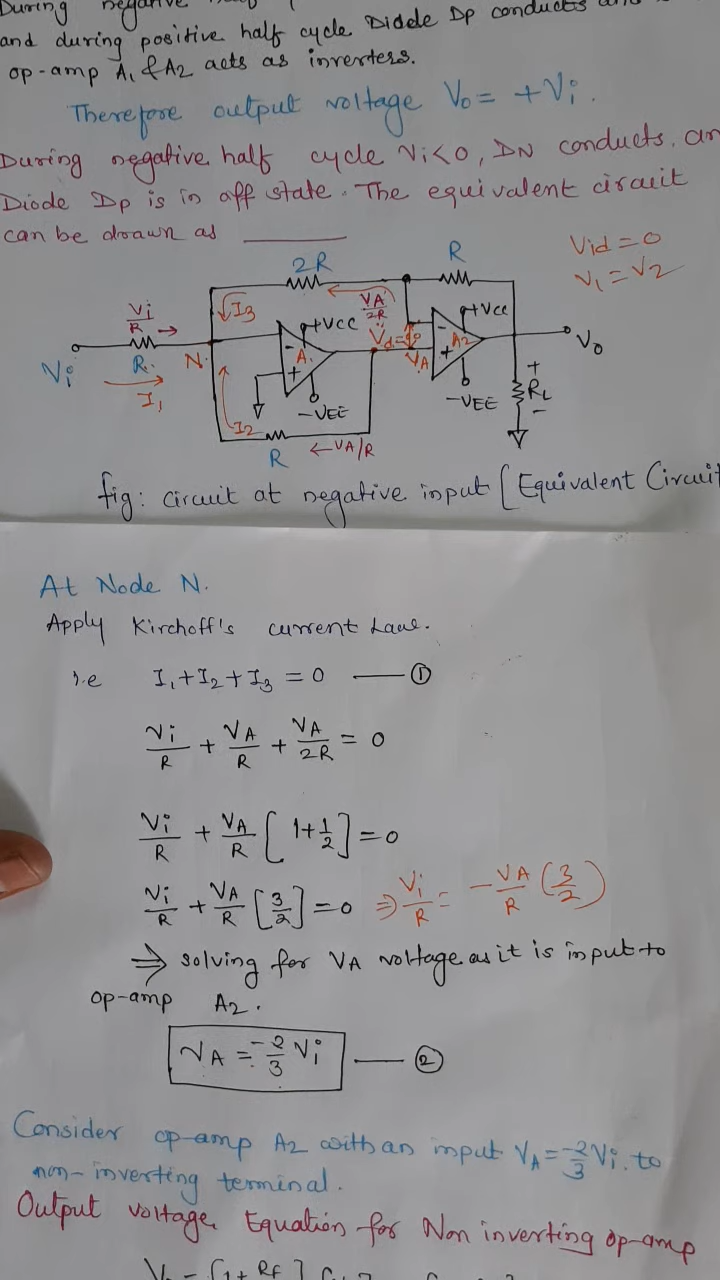 During negative half
and during positive half cycle Diode Dp conducts and
op-amp A₁ & A₂ acts as inverters.
Therefore output voltage Vo = +Vi.
During negative half cycle Vi<0, DN conducts, an
Diode Dp is in off state. The equivalent circuit
can be drawn as
Vid = 0
V₁ = V₂
2R
R
Vi/R →
I₃
VA/2R
+Vcc
+Vcc
Vi
R
N
A₁
Vd=0
VA
A₂
Vo
I₁
-VEE
-VEE
+
RL
-
I₂
R
← VA/R
fig: circuit at negative input [Equivalent Circuit
At Node N.
Apply Kirchoff's current Law.
i.e I₁ + I₂ + I₃ = 0 — ①
Vi/R + VA/R + VA/2R = 0
Vi/R + VA/R [1 + 1/2] = 0
Vi/R + VA/R [3/2] = 0 ⇒ Vi/R = -VA/R (3/2)
⇒ solving for VA voltage as it is input to
op-amp A₂.
VA = -2/3 Vi — ②
Consider op-amp A₂ with an input VA = -2/3 Vi. to
non-inverting terminal.
Output voltage Equation for Non inverting op-amp
Vo = [1 + Rf